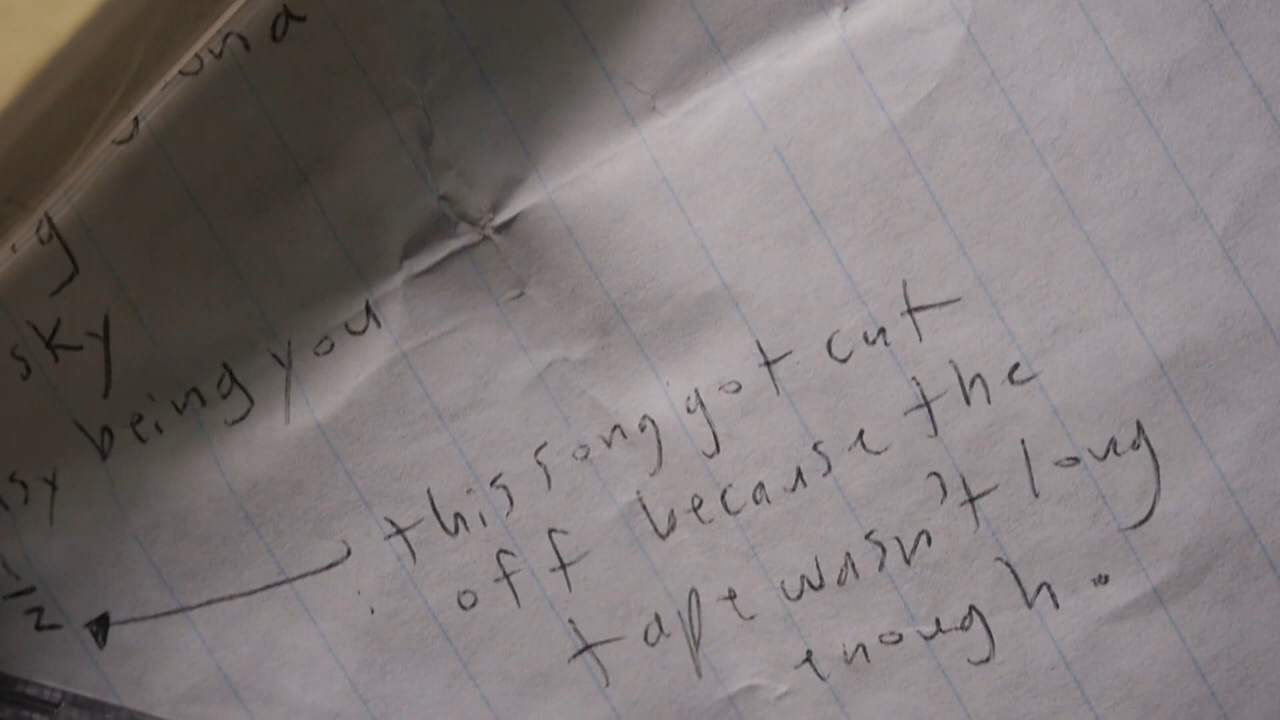 sky
being you
this song got cut
off because the
tape wasn't long
enough.